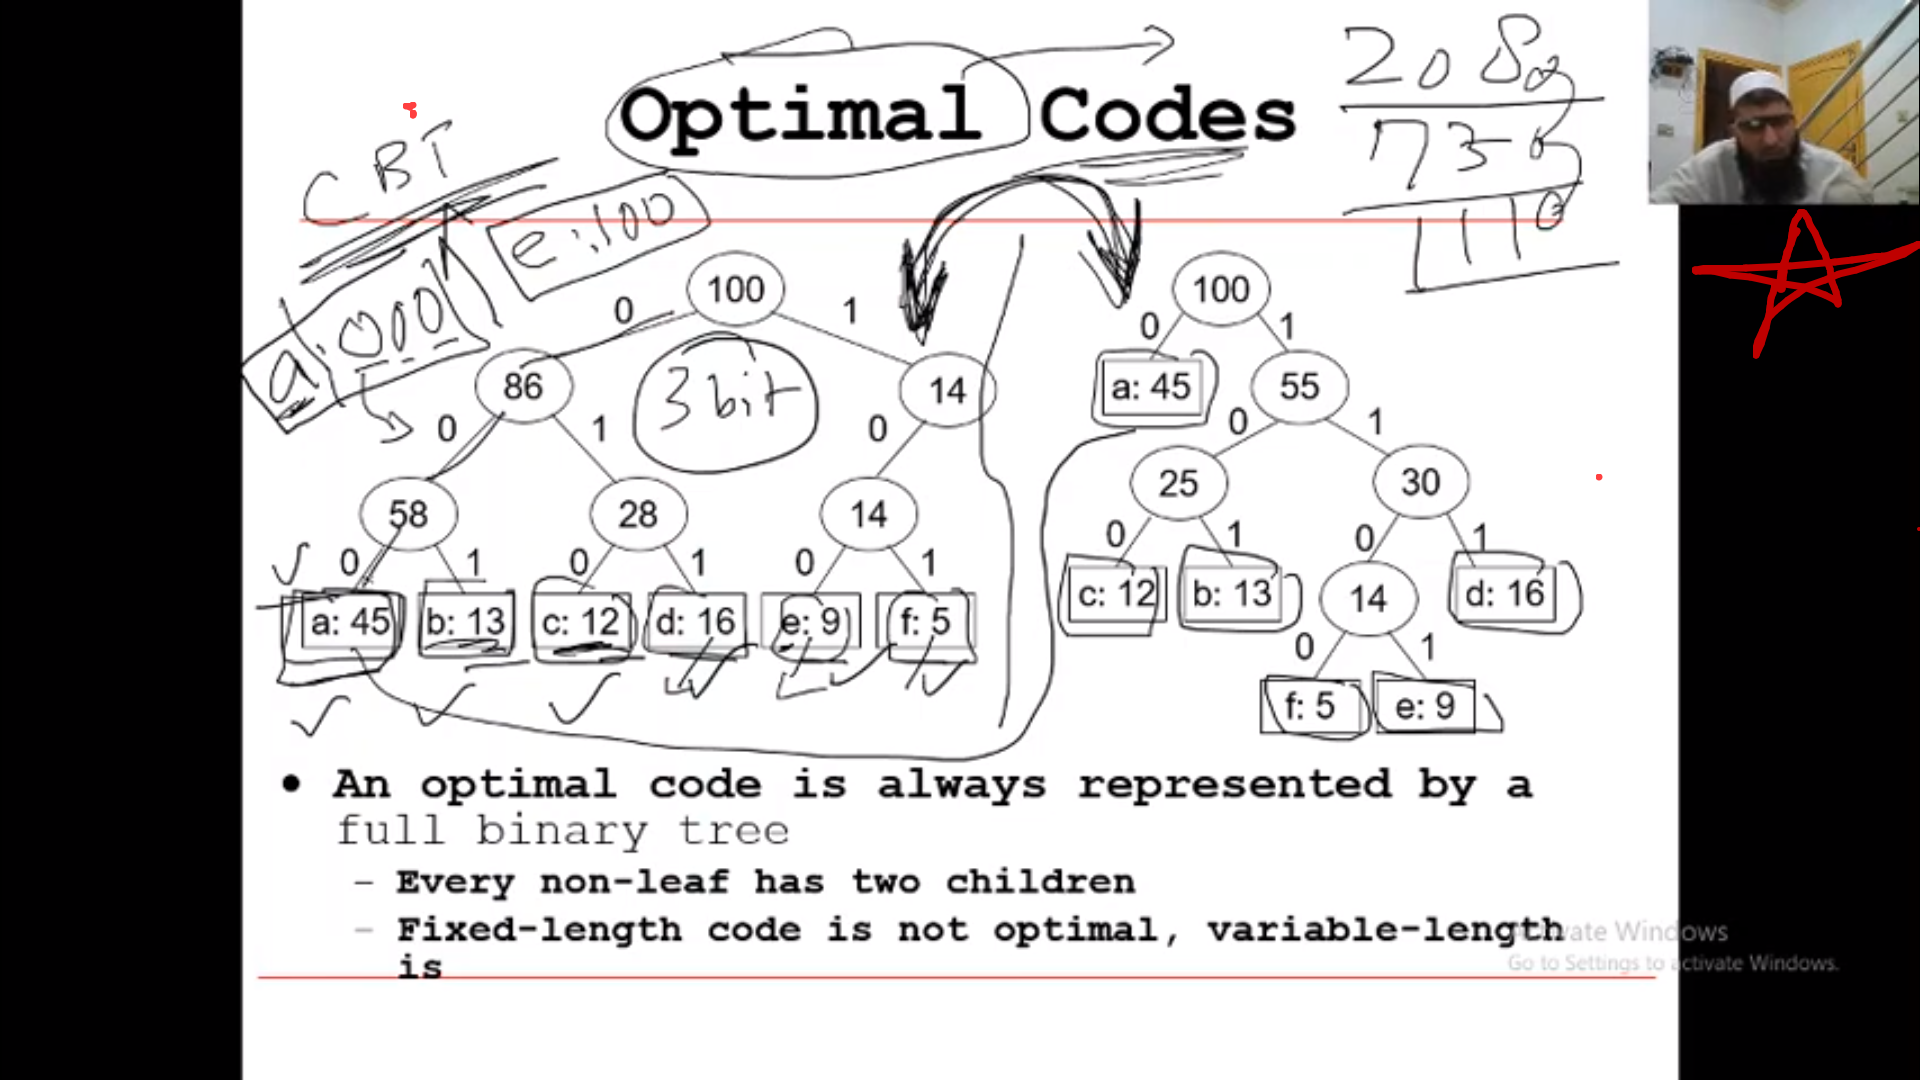 Optimal Codes
2080
730
1110
CBT
e:100
a:000
3 bit
100
0
1
86
14
0
1
0
58
28
14
0
1
0
1
0
1
a: 45
b: 13
c: 12
d: 16
e: 9
f: 5
100
0
1
a: 45
55
0
1
25
30
0
1
0
1
c: 12
b: 13
14
d: 16
0
1
f: 5
e: 9
• An optimal code is always represented by a
full binary tree
– Every non-leaf has two children
– Fixed-length code is not optimal, variable-length
is
Activate Windows
Go to Settings to activate Windows.